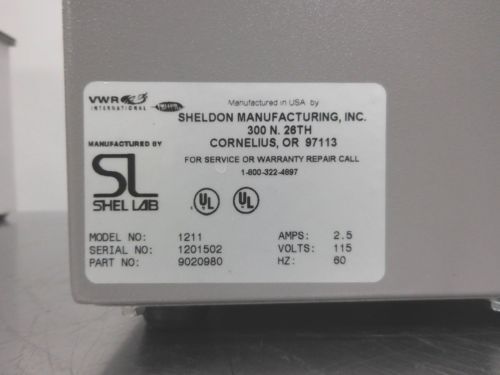 VWR
INTERNATIONAL
Manufactured in USA by
SHELDON MANUFACTURING, INC.
300 N. 26TH
CORNELIUS, OR 97113
FOR SERVICE OR WARRANTY REPAIR CALL
1-800-322-4897
MANUFACTURED BY
SL
SHEL LAB
UL UL
MODEL NO: 1211 AMPS: 2.5
SERIAL NO: 1201502 VOLTS: 115
PART NO: 9020980 HZ: 60